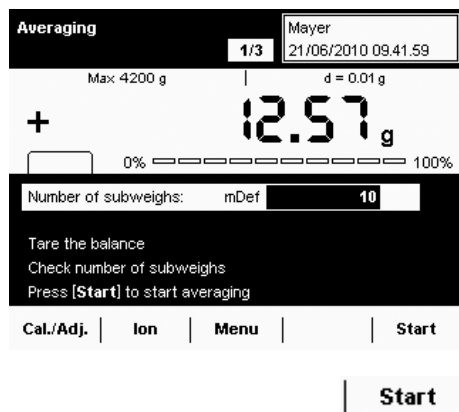 Averaging
1/3
Mayer
21/06/2010 09.41.59
Max 4200 g
d = 0.01 g
+ 12.57 g
0% 100%
Number of subweighs: mDef 10
Tare the balance
Check number of subweighs
Press [Start] to start averaging
Cal./Adj. Ion Menu Start
Start